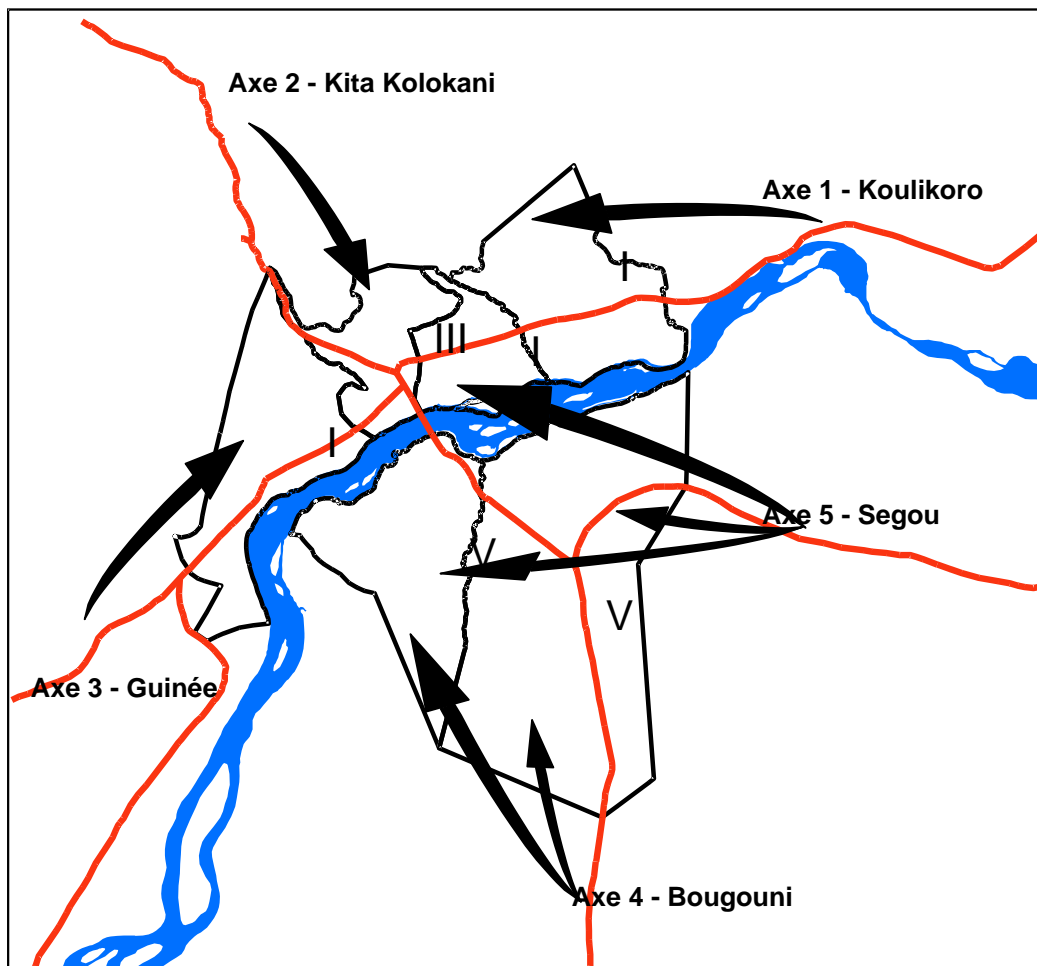 Axe 2 - Kita Kolokani
Axe 1 - Koulikoro
I
III
I
I
Axe 5 - Segou
V
V
Axe 3 - Guinée
Axe 4 - Bougouni